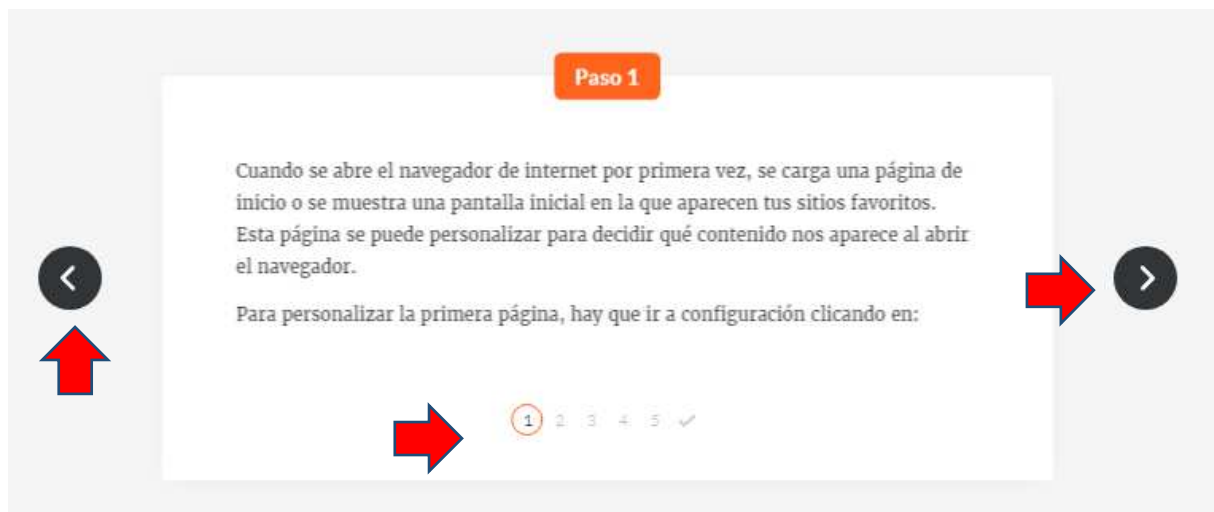 Paso 1
Cuando se abre el navegador de internet por primera vez, se carga una página de
inicio o se muestra una pantalla inicial en la que aparecen tus sitios favoritos.
Esta página se puede personalizar para decidir qué contenido nos aparece al abrir
el navegador.
Para personalizar la primera página, hay que ir a configuración clicando en:
1 2 3 4 5